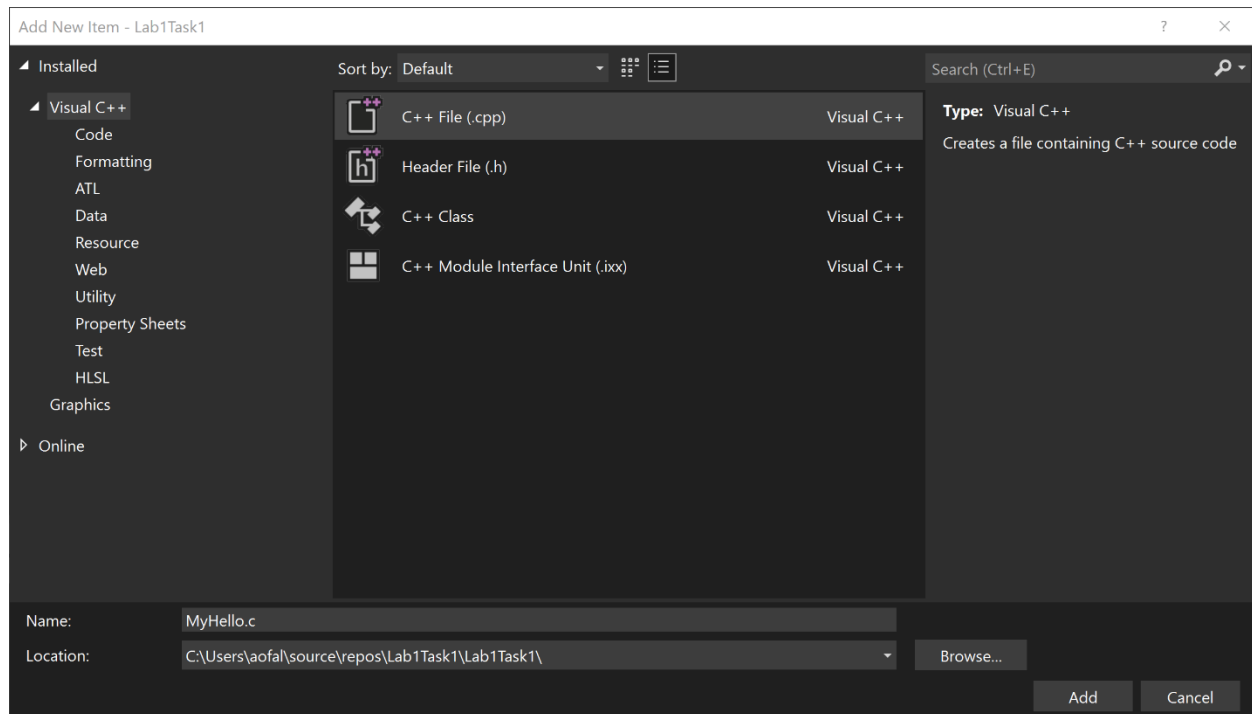 Add New Item - Lab1Task1
?
Installed
Visual C++
Code
Formatting
ATL
Data
Resource
Web
Utility
Property Sheets
Test
HLSL
Graphics
Online
Sort by: Default
C++ File (.cpp) Visual C++
Header File (.h) Visual C++
C++ Class Visual C++
C++ Module Interface Unit (.ixx) Visual C++
Search (Ctrl+E)
Type: Visual C++
Creates a file containing C++ source code
Name: MyHello.c
Location: C:\Users\aofal\source\repos\Lab1Task1\Lab1Task1\
Browse...
Add Cancel